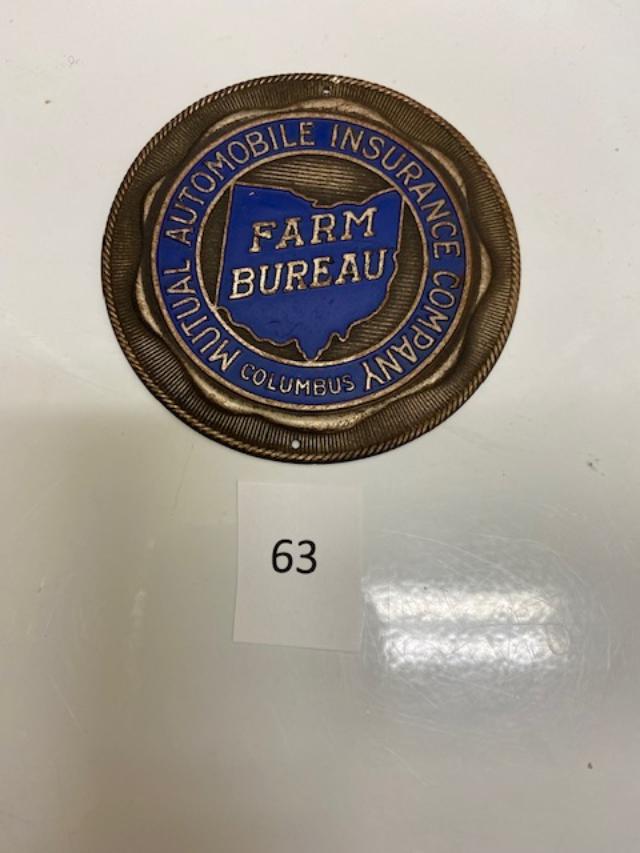 MUTUAL AUTOMOBILE INSURANCE COMPANY
FARM
BUREAU
COLUMBUS
63